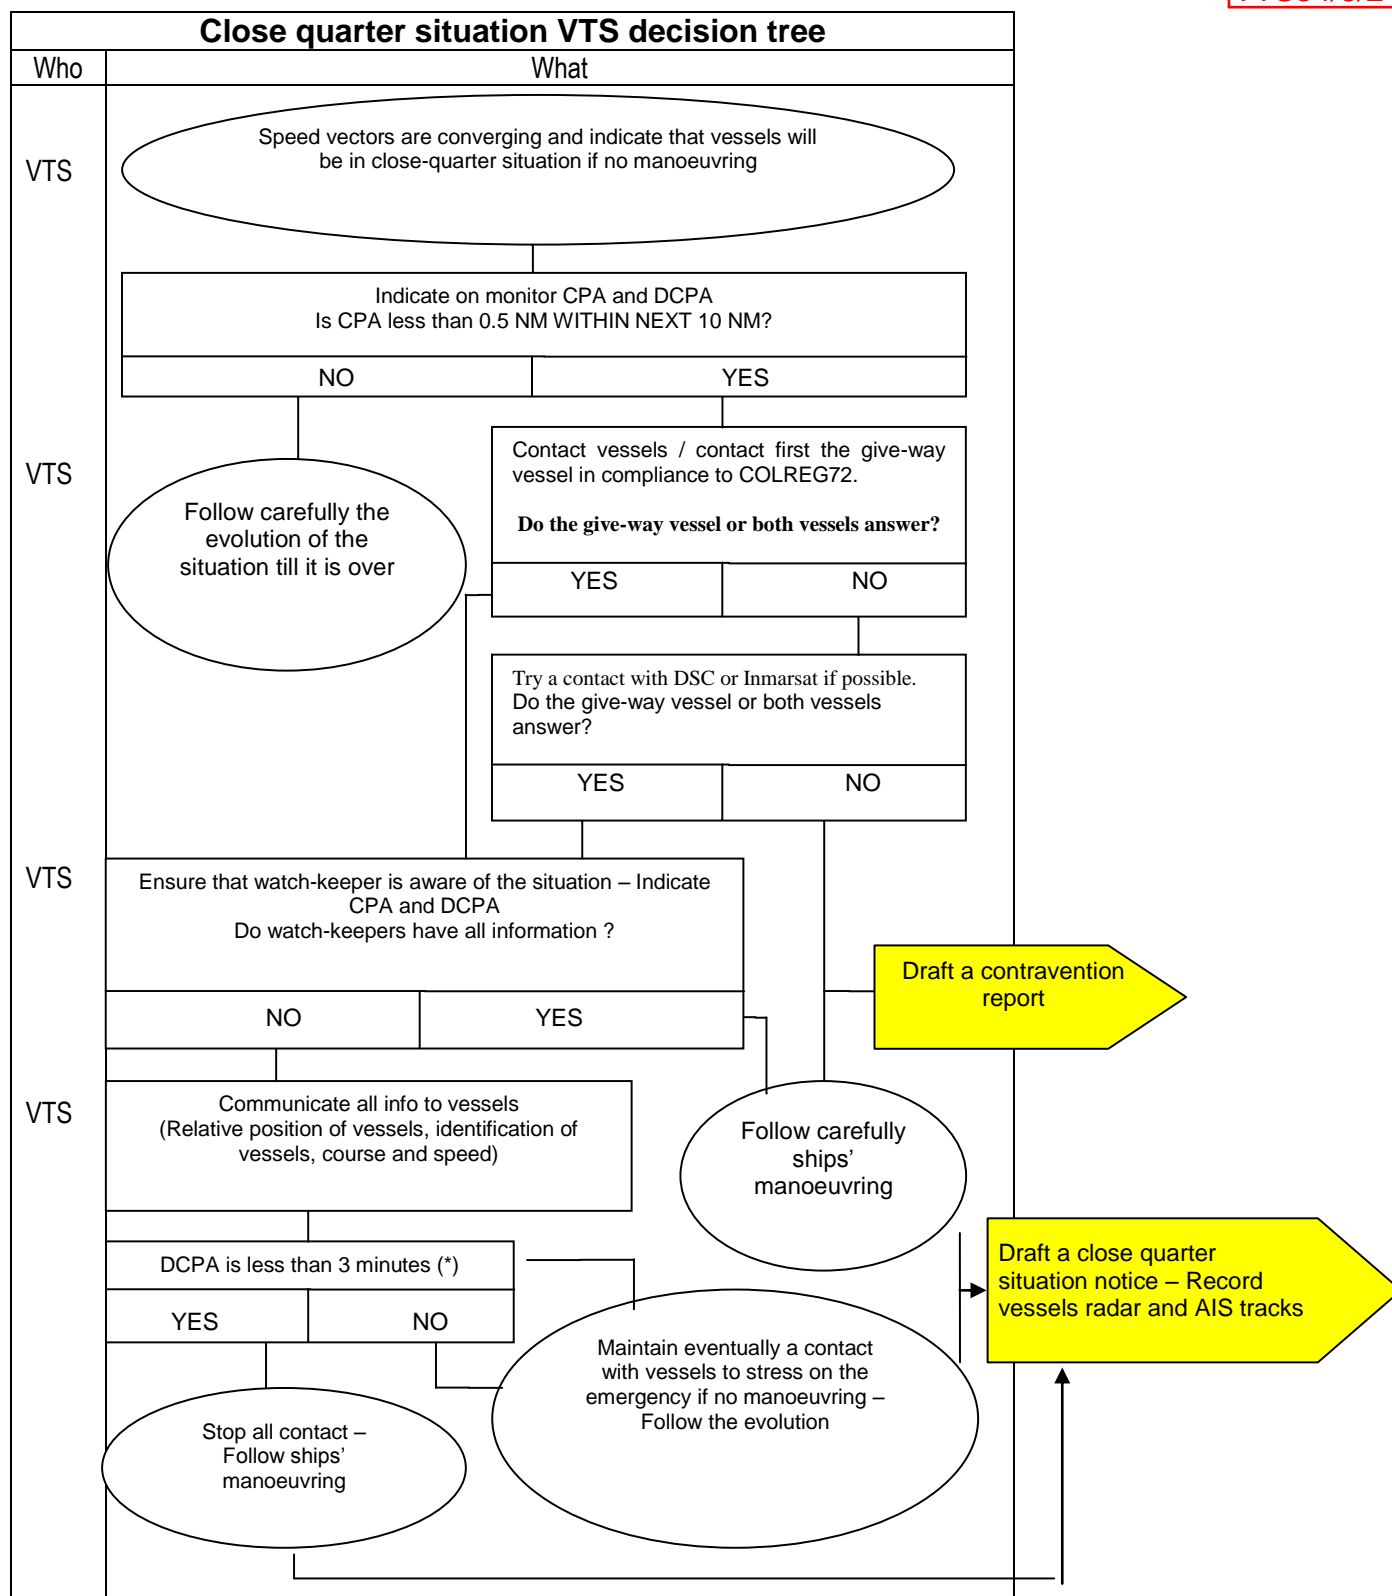 Close quarter situation VTS decision tree
Who
What
VTS
Speed vectors are converging and indicate that vessels will
be in close-quarter situation if no manoeuvring
Indicate on monitor CPA and DCPA
Is CPA less than 0.5 NM WITHIN NEXT 10 NM?
NO
YES
VTS
Contact vessels / contact first the give-way
vessel in compliance to COLREG72.
Do the give-way vessel or both vessels answer?
YES
NO
Follow carefully the
evolution of the
situation till it is over
Try a contact with DSC or Inmarsat if possible.
Do the give-way vessel or both vessels
answer?
YES
NO
VTS
Ensure that watch-keeper is aware of the situation – Indicate
CPA and DCPA
Do watch-keepers have all information ?
NO
YES
Draft a contravention
report
VTS
Communicate all info to vessels
(Relative position of vessels, identification of
vessels, course and speed)
Follow carefully
ships'
manoeuvring
DCPA is less than 3 minutes (*)
YES
NO
Draft a close quarter
situation notice – Record
vessels radar and AIS tracks
Maintain eventually a contact
with vessels to stress on the
emergency if no manoeuvring –
Follow the evolution
Stop all contact –
Follow ships'
manoeuvring